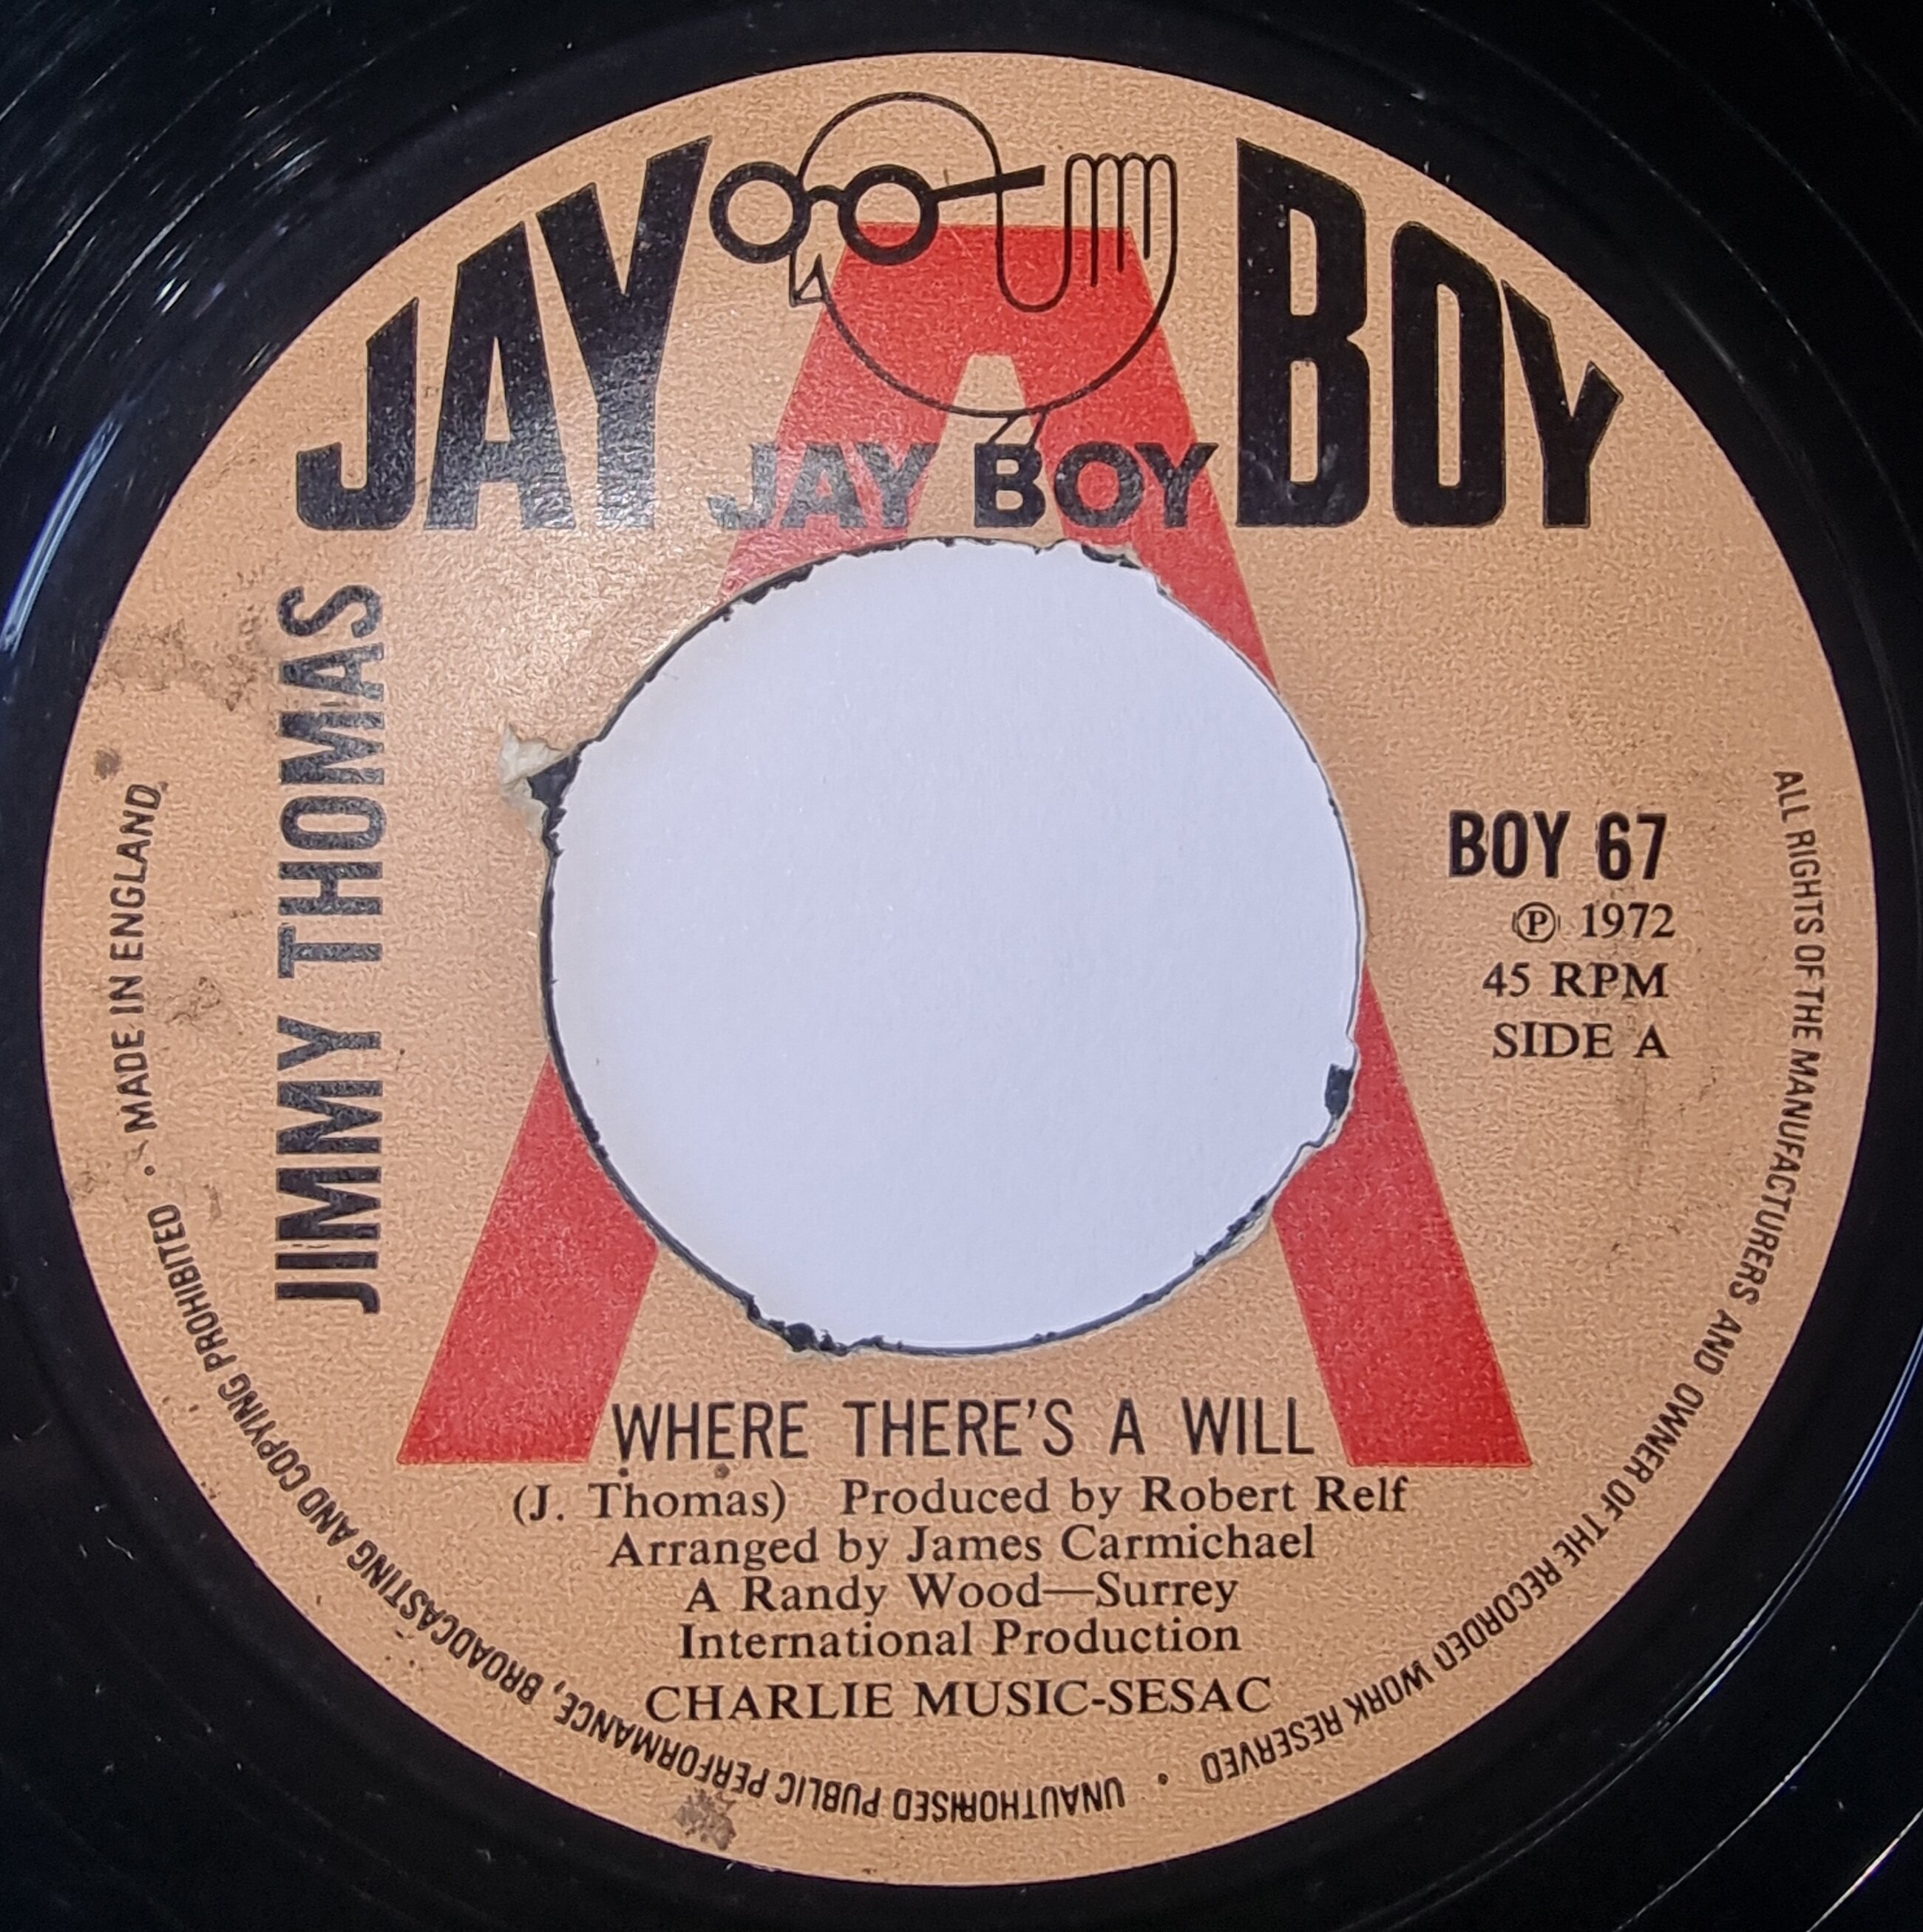 JAY BOY
JAY BOY
A
JIMMY THOMAS
BOY 67
℗ 1972
45 RPM
SIDE A
WHERE THERE'S A WILL
(J. Thomas) Produced by Robert Relf
Arranged by James Carmichael
A Randy Wood—Surrey
International Production
CHARLIE MUSIC-SESAC
ALL RIGHTS OF THE MANUFACTURERS AND OWNER OF THE RECORDED WORK RESERVED • UNAUTHORISED PUBLIC PERFORMANCE, BROADCASTING AND COPYING PROHIBITED • MADE IN ENGLAND